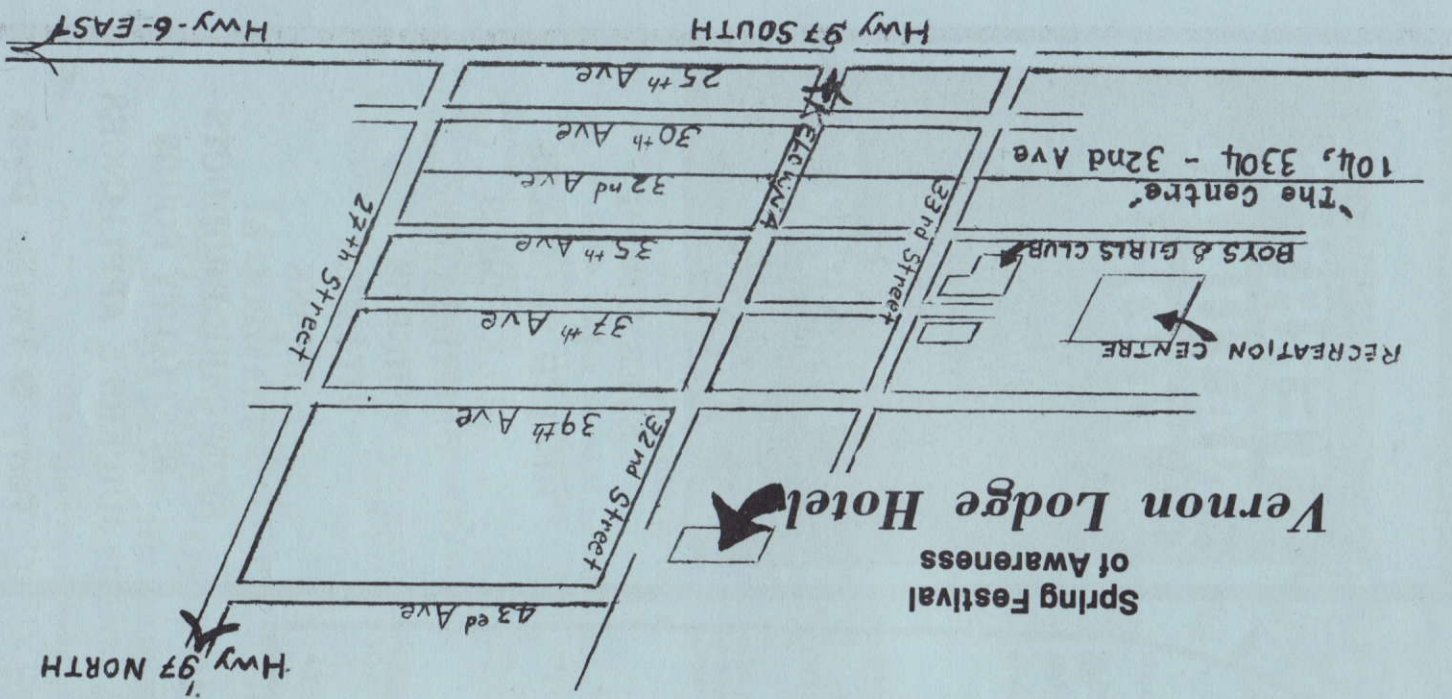 Hwy 97 NORTH
43ed Ave
Spring Festival
of Awareness
Vernon Lodge Hotel
32nd Street
39th Ave
RECREATION CENTRE
37th Ave
27th Street
BOYS & GIRLS CLUB
35th Ave
33rd Street
"The Centre"
104, 3304 - 32nd Ave
32nd Ave
30th Ave
KELOWNA
25th Ave
Hwy 97 SOUTH
Hwy-6-EAST